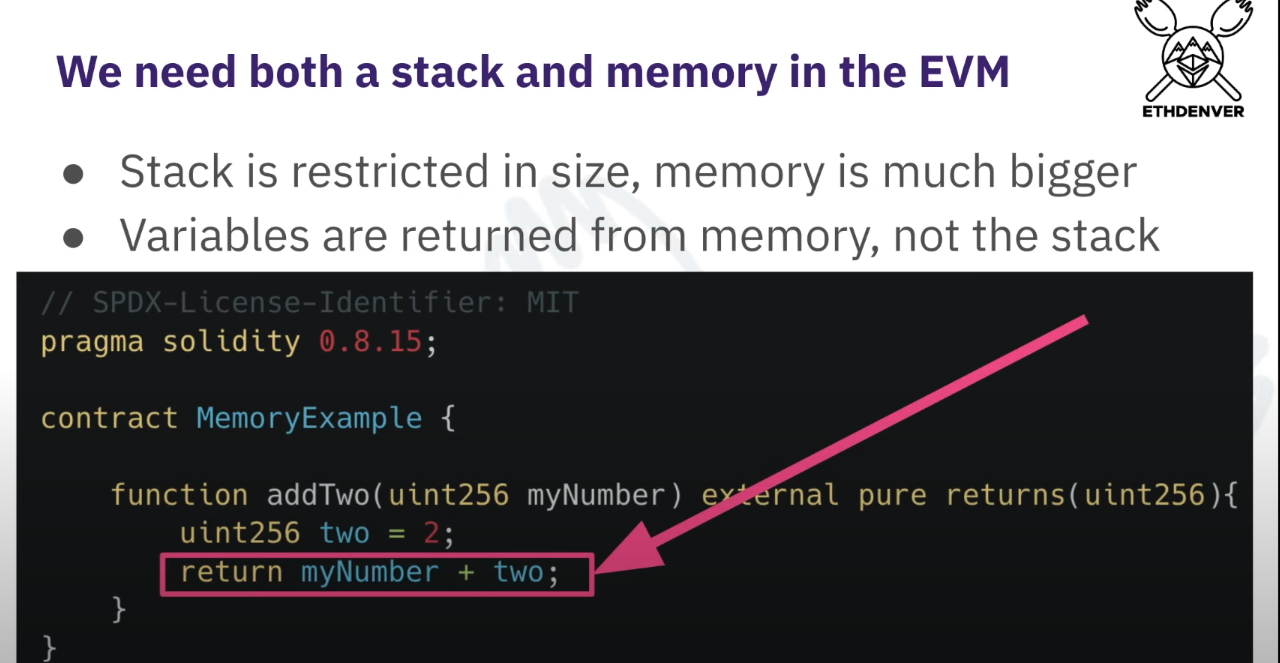 We need both a stack and memory in the EVM
ETHDENVER
● Stack is restricted in size, memory is much bigger
● Variables are returned from memory, not the stack
// SPDX-License-Identifier: MIT
pragma solidity 0.8.15;
contract MemoryExample {
function addTwo(uint256 myNumber) external pure returns(uint256){
uint256 two = 2;
return myNumber + two;
}
}